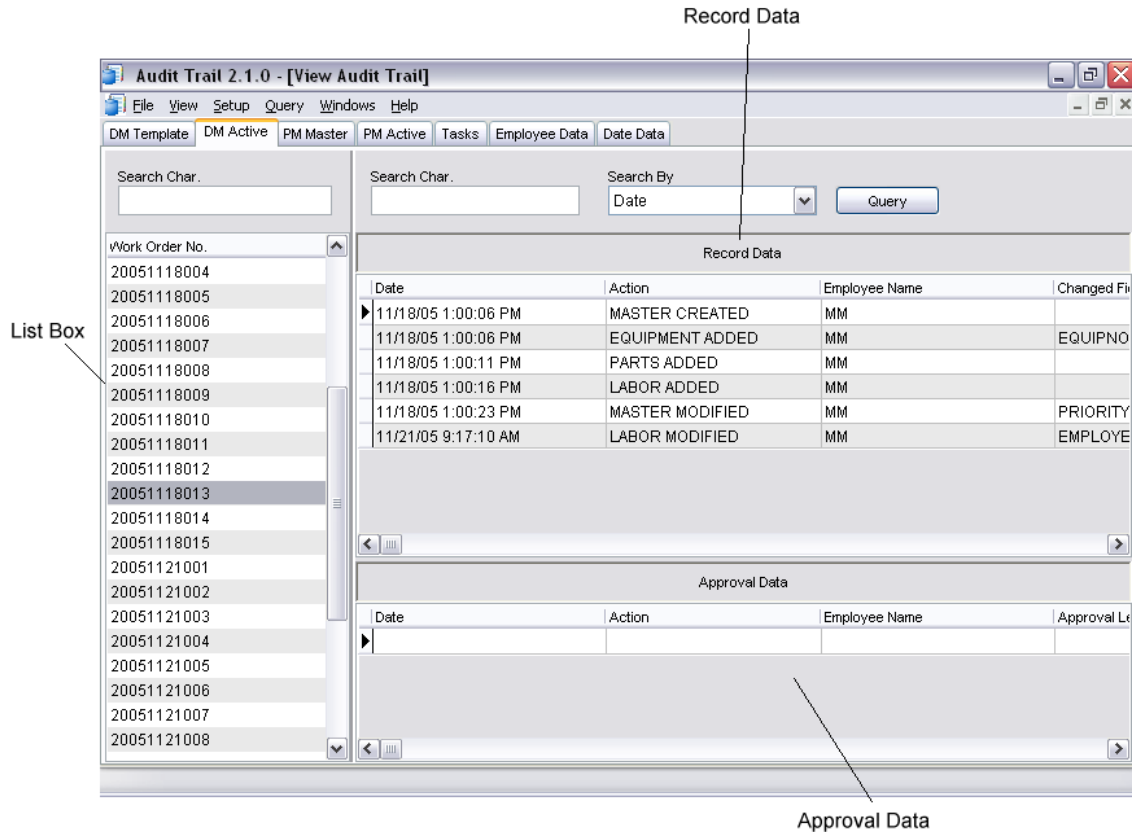 Record Data
Audit Trail 2.1.0 - [View Audit Trail]
File View Setup Query Windows Help
DM Template DM Active PM Master PM Active Tasks Employee Data Date Data
Search Char. Search Char. Search By
Date Query
Work Order No.
20051118004
20051118005
20051118006
20051118007
20051118008
20051118009
20051118010
20051118011
20051118012
20051118013
20051118014
20051118015
20051121001
20051121002
20051121003
20051121004
20051121005
20051121006
20051121007
20051121008
List Box
Record Data
Date Action Employee Name Changed Fi
11/18/05 1:00:06 PM MASTER CREATED MM
11/18/05 1:00:06 PM EQUIPMENT ADDED MM EQUIPNO
11/18/05 1:00:11 PM PARTS ADDED MM
11/18/05 1:00:16 PM LABOR ADDED MM
11/18/05 1:00:23 PM MASTER MODIFIED MM PRIORITY
11/21/05 9:17:10 AM LABOR MODIFIED MM EMPLOYE
Approval Data
Date Action Employee Name Approval Le
Approval Data